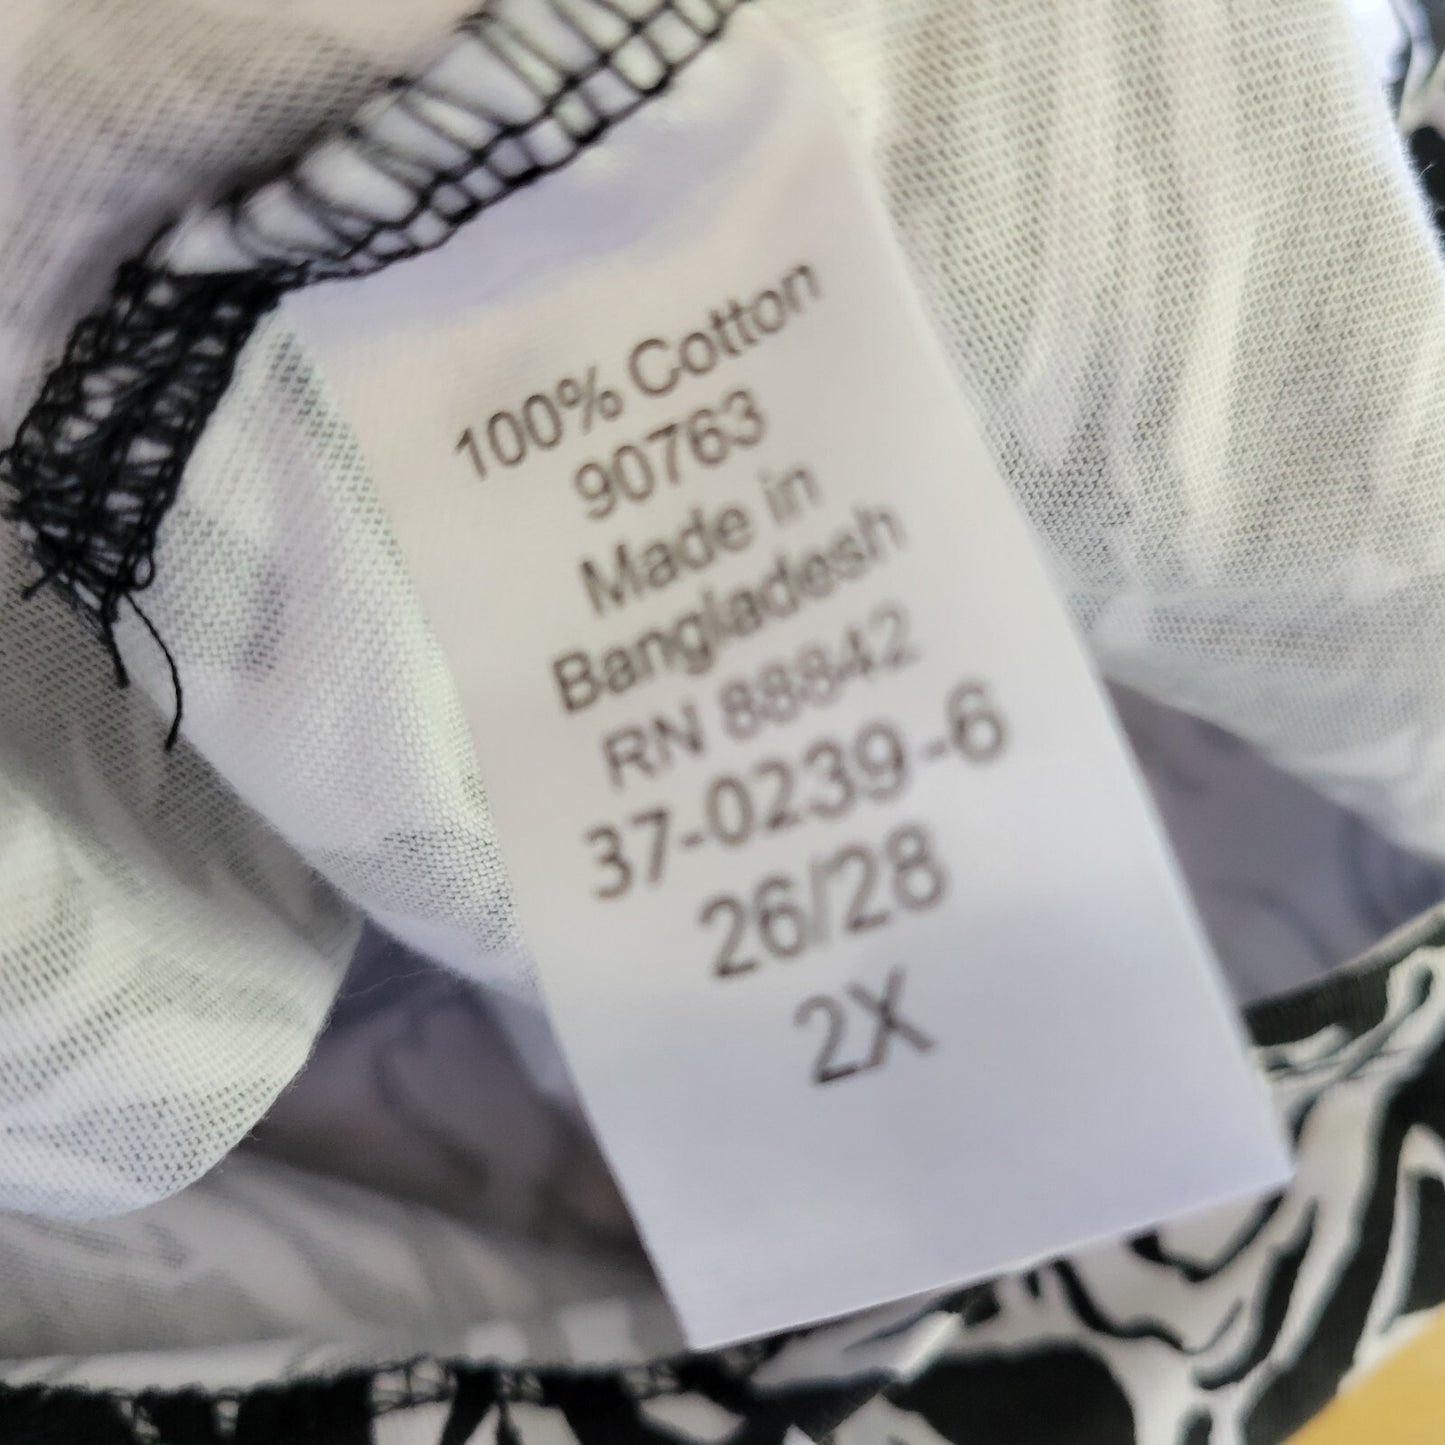 100% Cotton
90763
Made in
Bangladesh
RN 88842
37-0239-6
26/28
2X